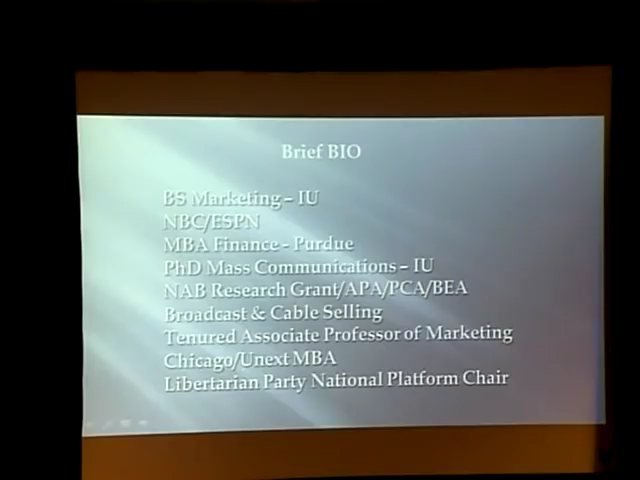 Brief BIO
BS Marketing – IU
NBC/ESPN
MBA Finance - Purdue
PhD Mass Communications – IU
NAB Research Grant/APA/PCA/BEA
Broadcast & Cable Selling
Tenured Associate Professor of Marketing
Chicago/Unext MBA
Libertarian Party National Platform Chair